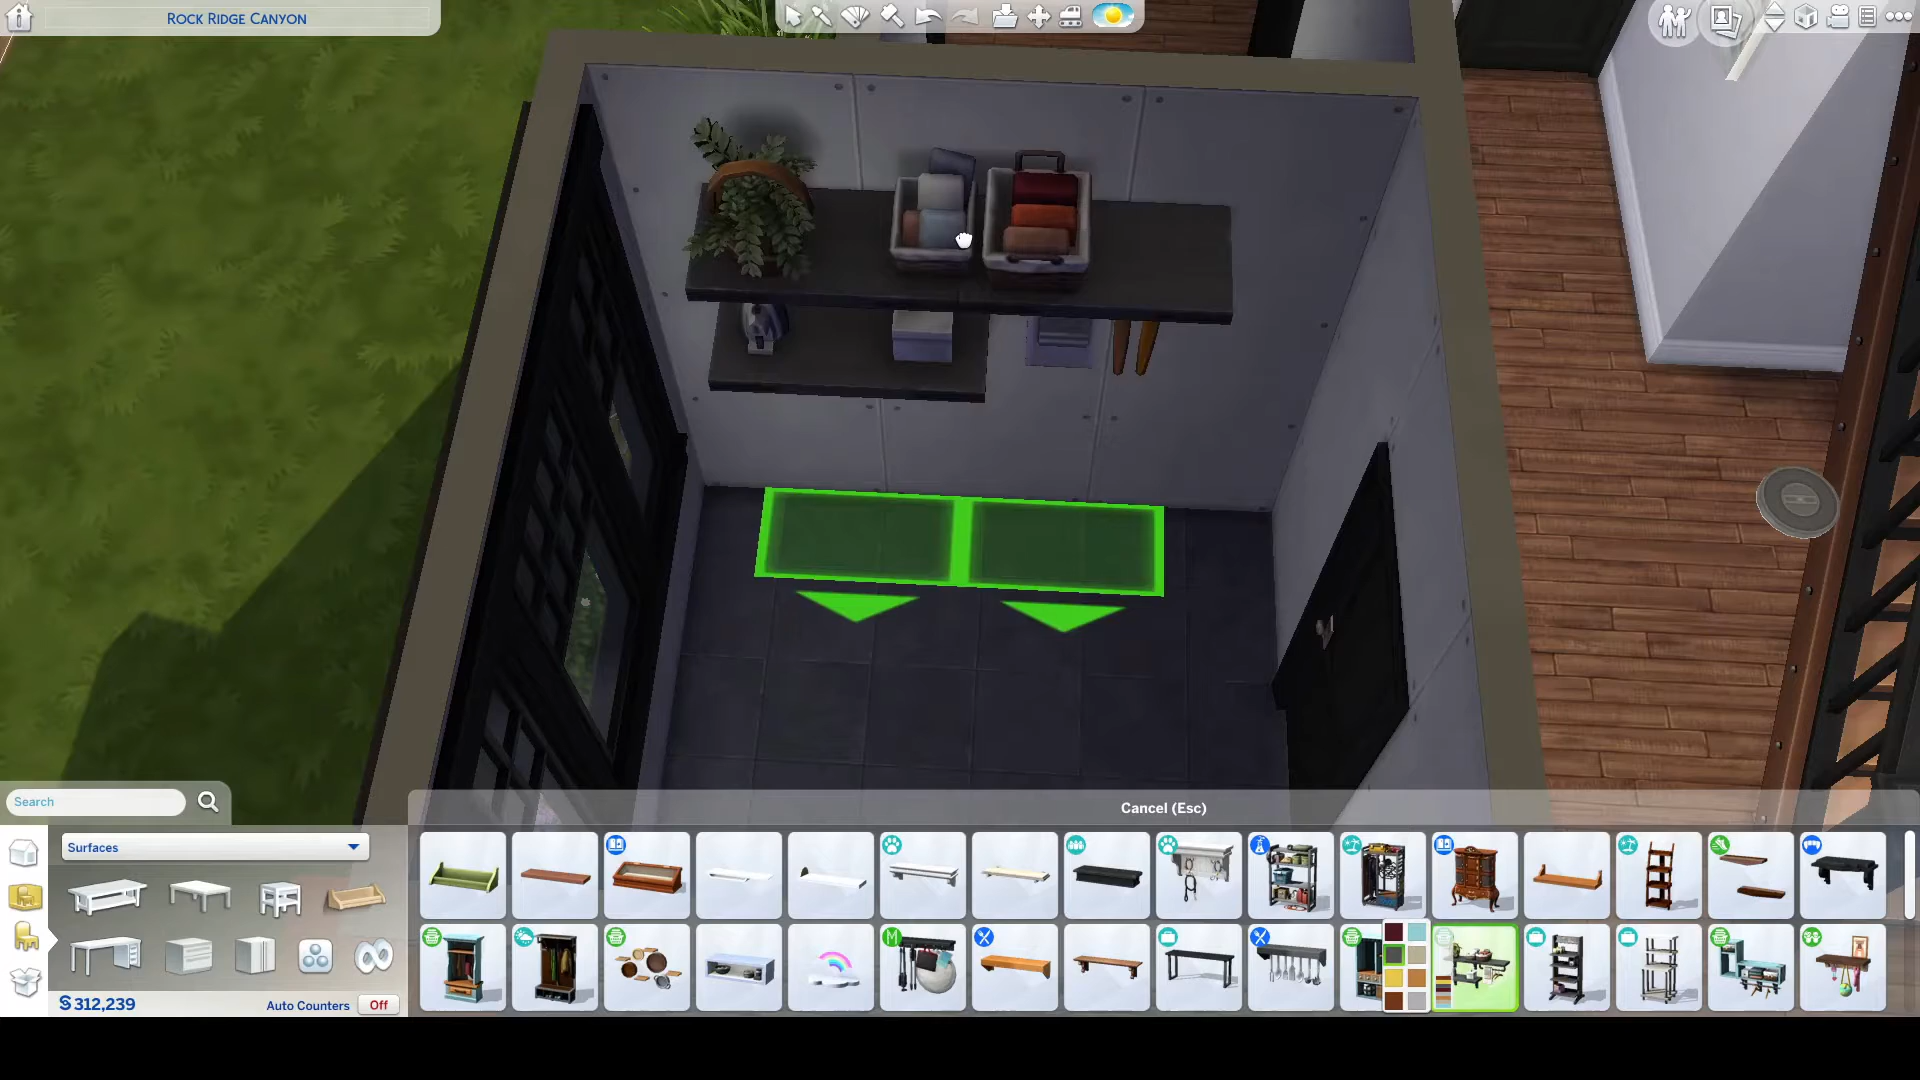 ROCK RIDGE CANYON
Cancel (Esc)
Search
Surfaces
§312,239
Auto Counters
Off
M